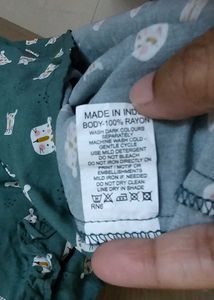 MADE IN INDI
BODY-100% RAYON
WASH DARK COLOURS
SEPARATELY
MACHINE WASH COLD -
GENTLE CYCLE
USE MILD DETERGENT
DO NOT BLEACH
DO NOT IRON DIRECTLY ON
PRINT / MOTIF OR
EMBELLISHMENTS
MILD IRON IF NEEDED
DO NOT DRY CLEAN
LINE DRY IN SHADE
RN6